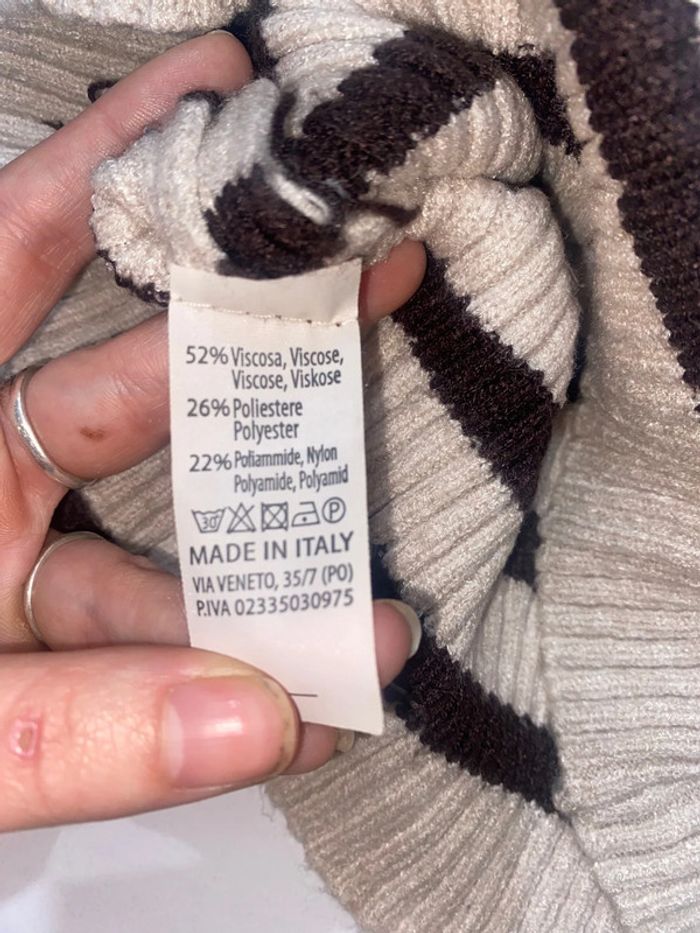 52% Viscosa, Viscose,
Viscose, Viskose
26% Poliestere
Polyester
22% Poliammide, Nylon
Polyamide, Polyamid
30 P
MADE IN ITALY
VIA VENETO, 35/7 (PO)
P.IVA 02335030975